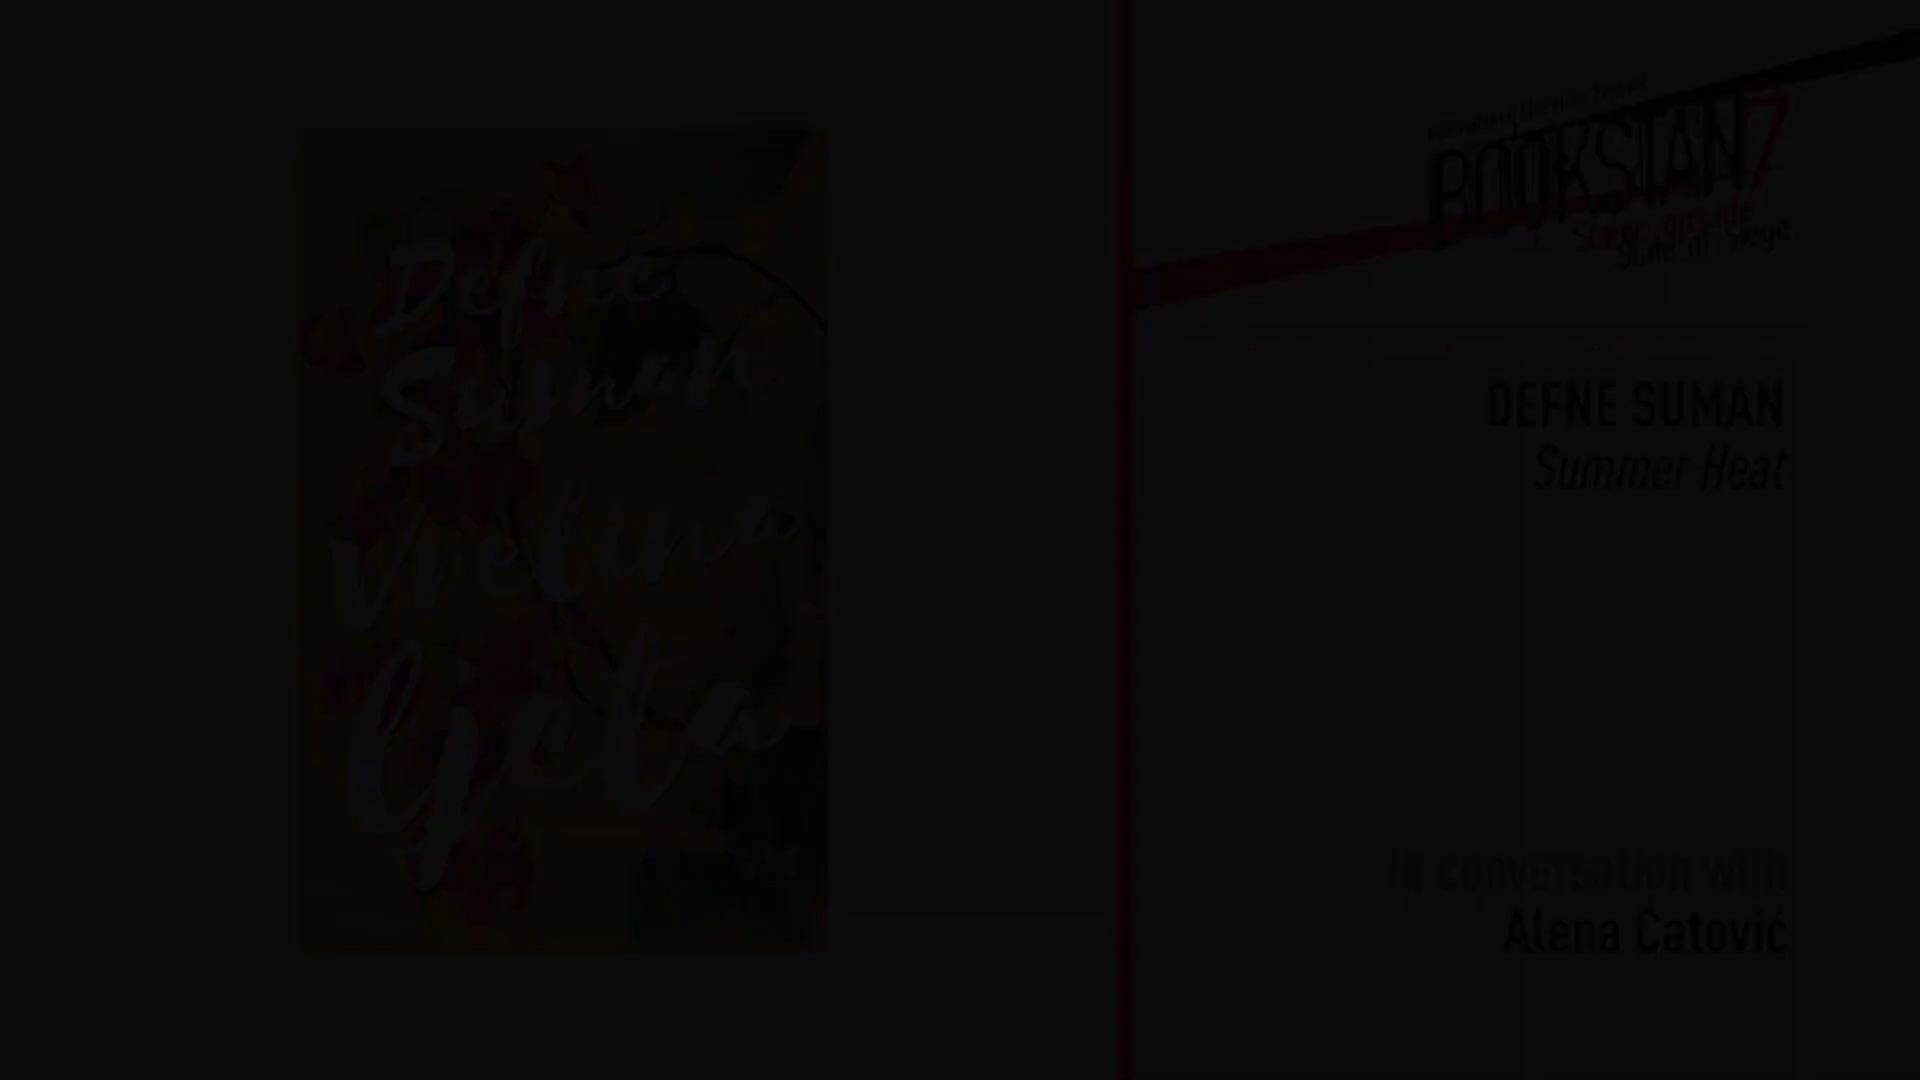 Defne
Suman
Vrelina
ljeta
BOOKSTAN7
State of Siege
DEFNE SUMAN
Summer Heat
In conversation with
Alena Ćatović